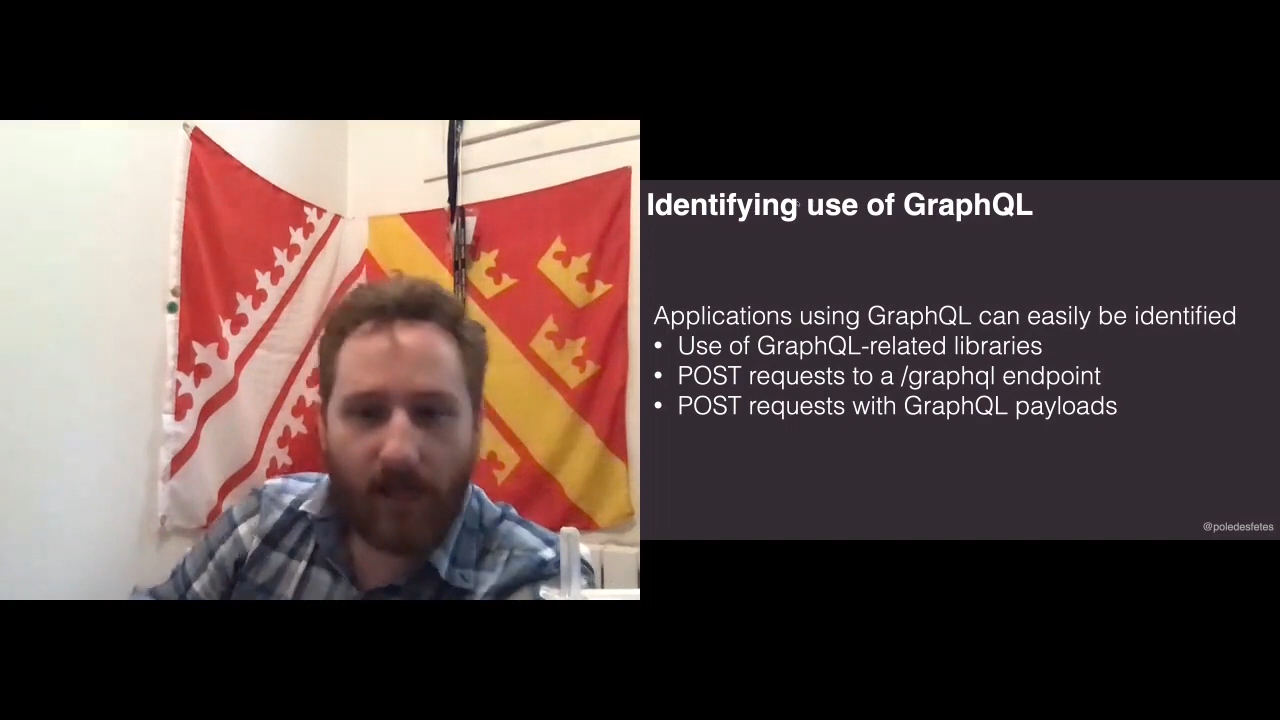 Identifying use of GraphQL
Applications using GraphQL can easily be identified
• Use of GraphQL-related libraries
• POST requests to a /graphql endpoint
• POST requests with GraphQL payloads
@poledesfetes